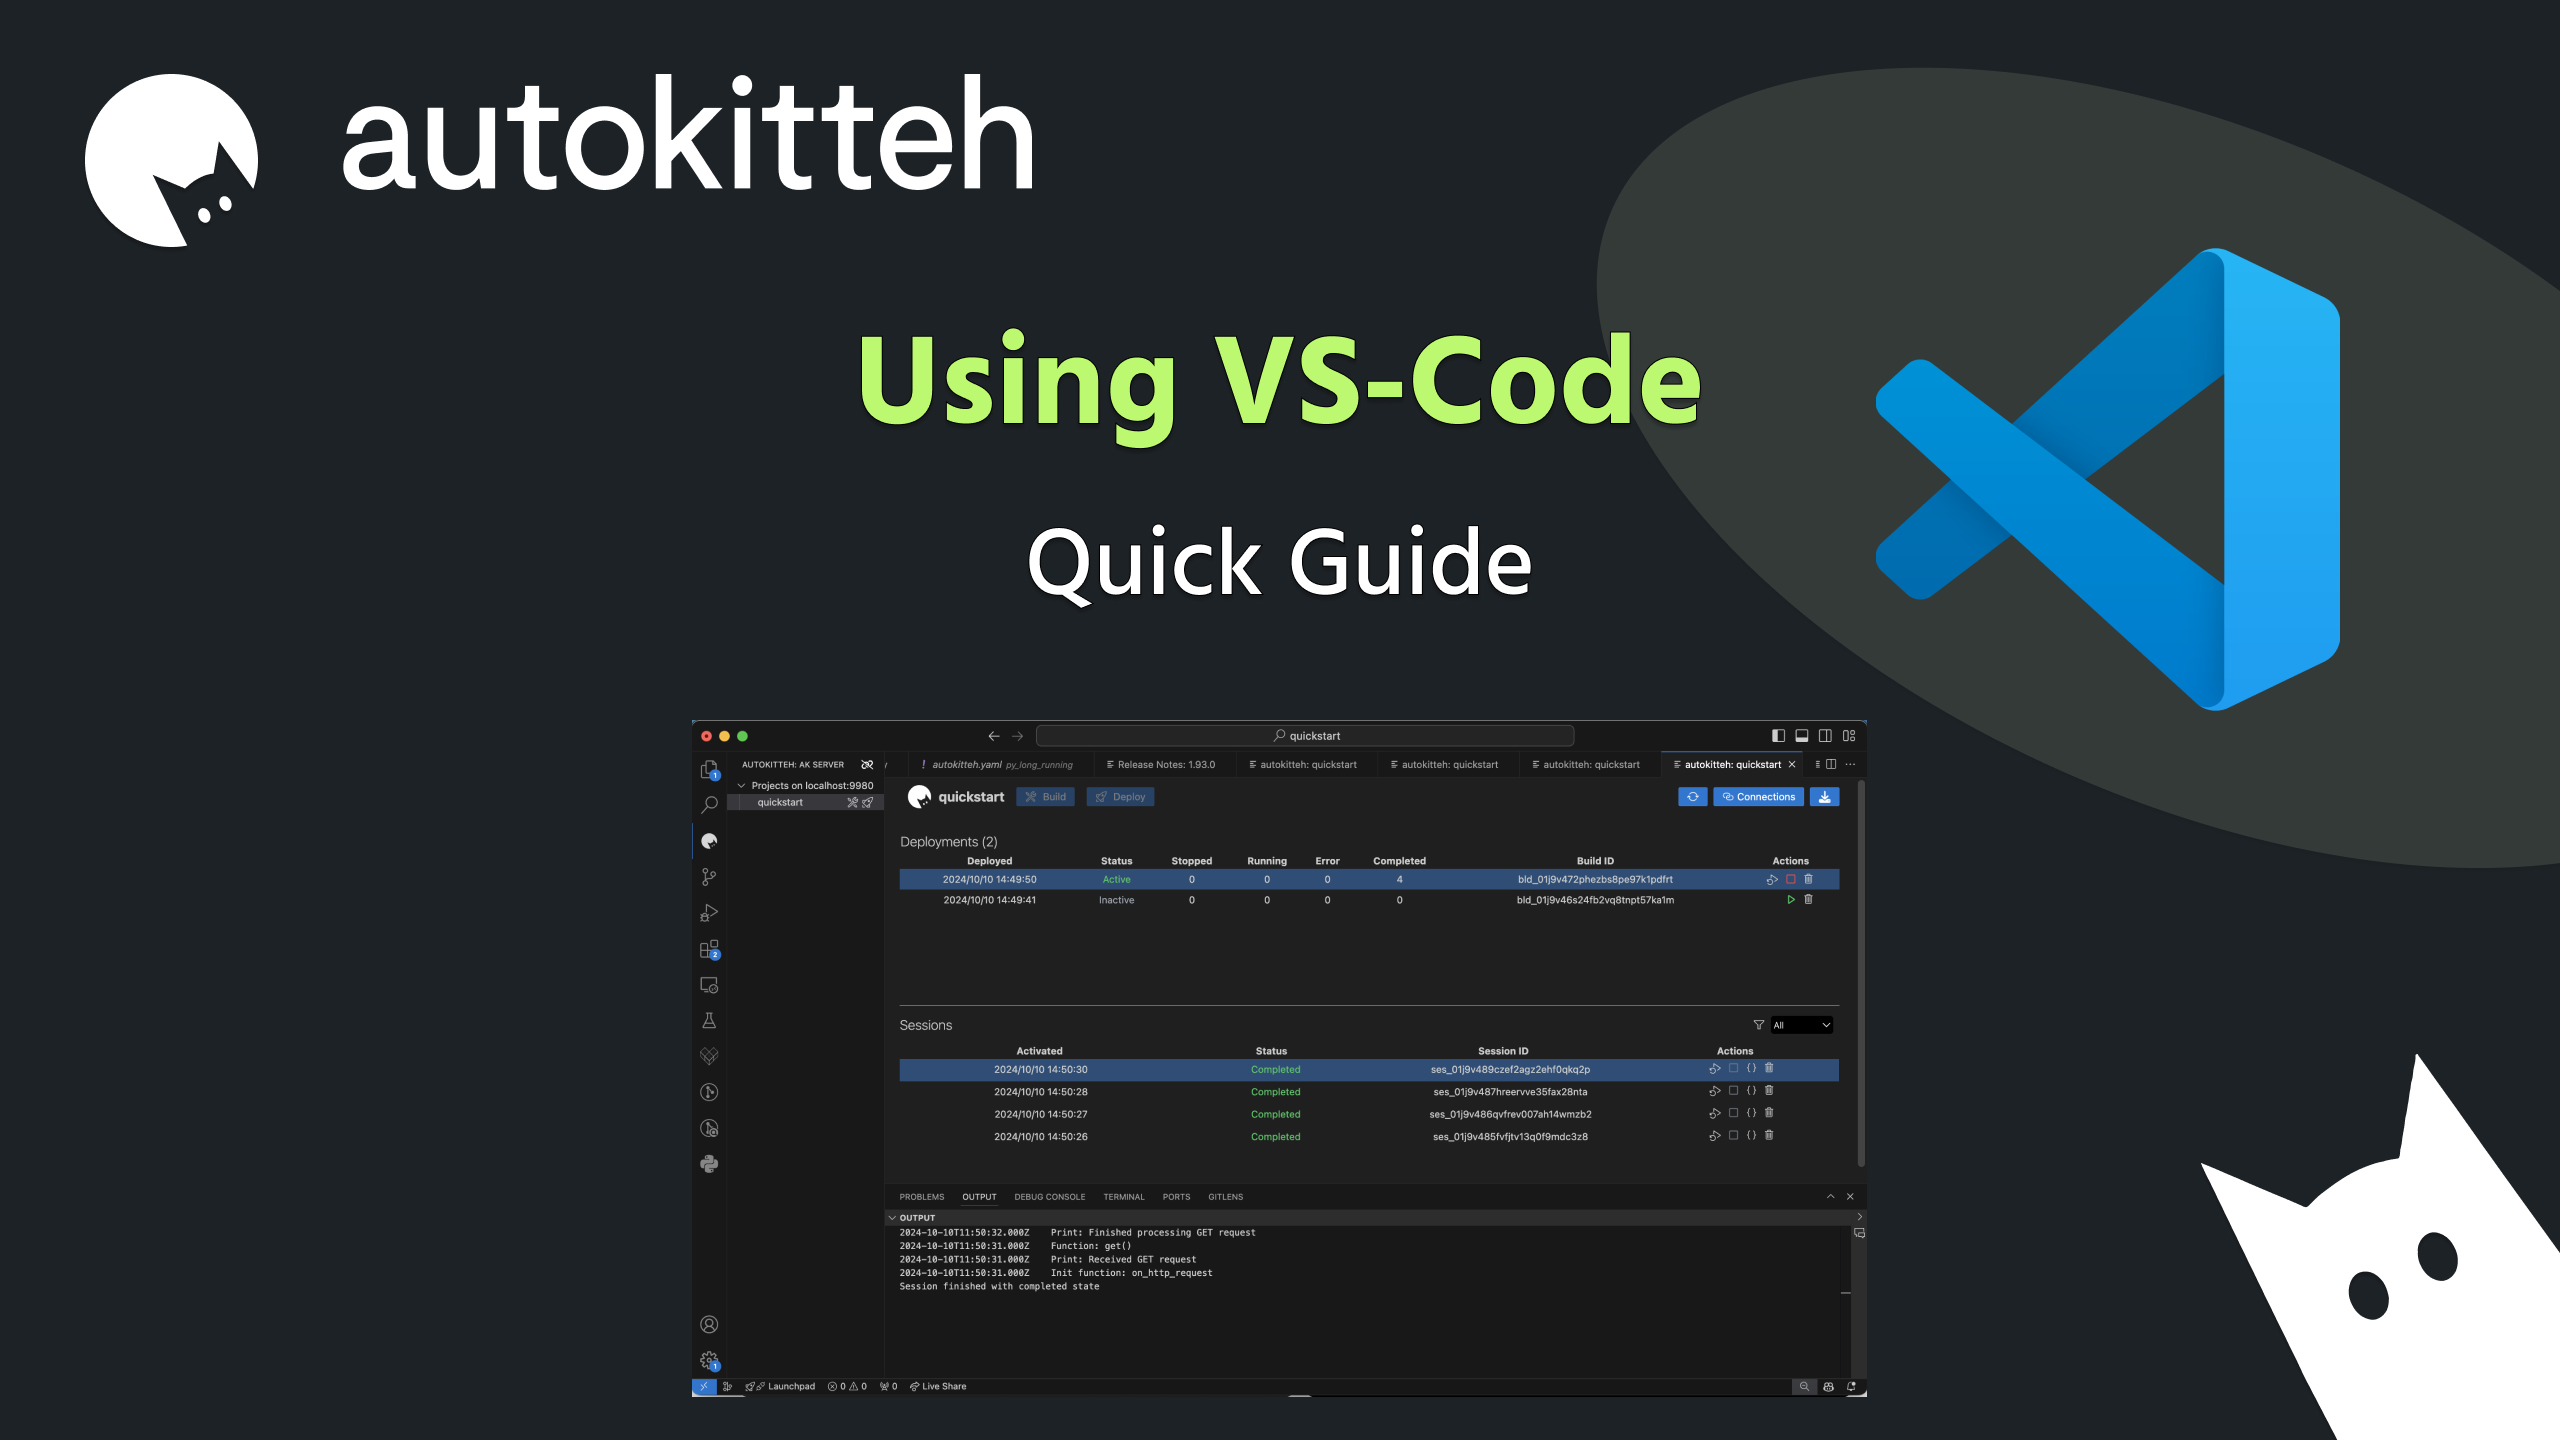 autokitteh
Using VS-Code
Quick Guide
quickstart
AUTOKITTEH: AK SERVER
! autokitteh.yaml py_long_running
Release Notes: 1.93.0
autokitteh: quickstart
autokitteh: quickstart
autokitteh: quickstart
autokitteh: quickstart
Projects on localhost:9980
quickstart
quickstart Build Deploy Connections
Deployments (2)
Deployed Status Stopped Running Error Completed Build ID Actions
2024/10/10 14:49:50 Active 0 0 0 4 bld_01j9v472phezbs8pe97k1pdfrt
2024/10/10 14:49:41 Inactive 0 0 0 0 bld_01j9v46s24fb2vq8tnpt57ka1m
Sessions All
Activated Status Session ID Actions
2024/10/10 14:50:30 Completed ses_01j9v489czef2agz2ehf0qkq2p
2024/10/10 14:50:28 Completed ses_01j9v487hreervve35fax28nta
2024/10/10 14:50:27 Completed ses_01j9v486qvfrev007ah14wmzb2
2024/10/10 14:50:26 Completed ses_01j9v485fvfjtv13q0f9mdc3z8
PROBLEMS OUTPUT DEBUG CONSOLE TERMINAL PORTS GITLENS
OUTPUT
2024-10-10T11:50:32.000Z Print: Finished processing GET request
2024-10-10T11:50:31.000Z Function: get()
2024-10-10T11:50:31.000Z Print: Received GET request
2024-10-10T11:50:31.000Z Init function: on_http_request
Session finished with completed state
Launchpad 0 0 0 Live Share